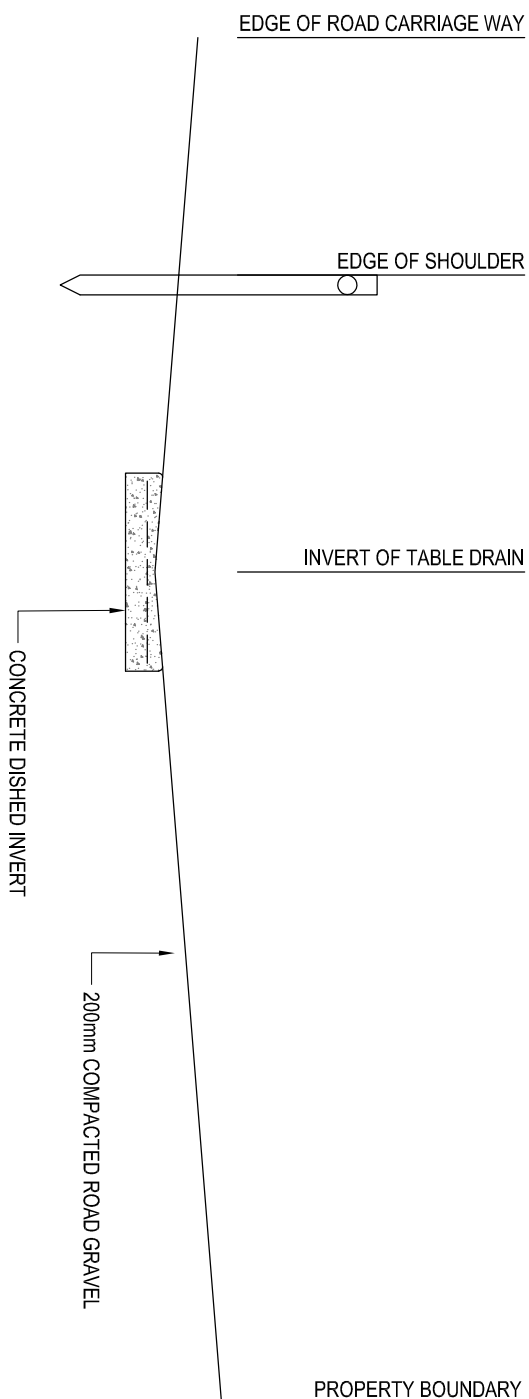 EDGE OF ROAD CARRIAGE WAY
EDGE OF SHOULDER
INVERT OF TABLE DRAIN
CONCRETE DISHED INVERT
200mm COMPACTED ROAD GRAVEL
PROPERTY BOUNDARY